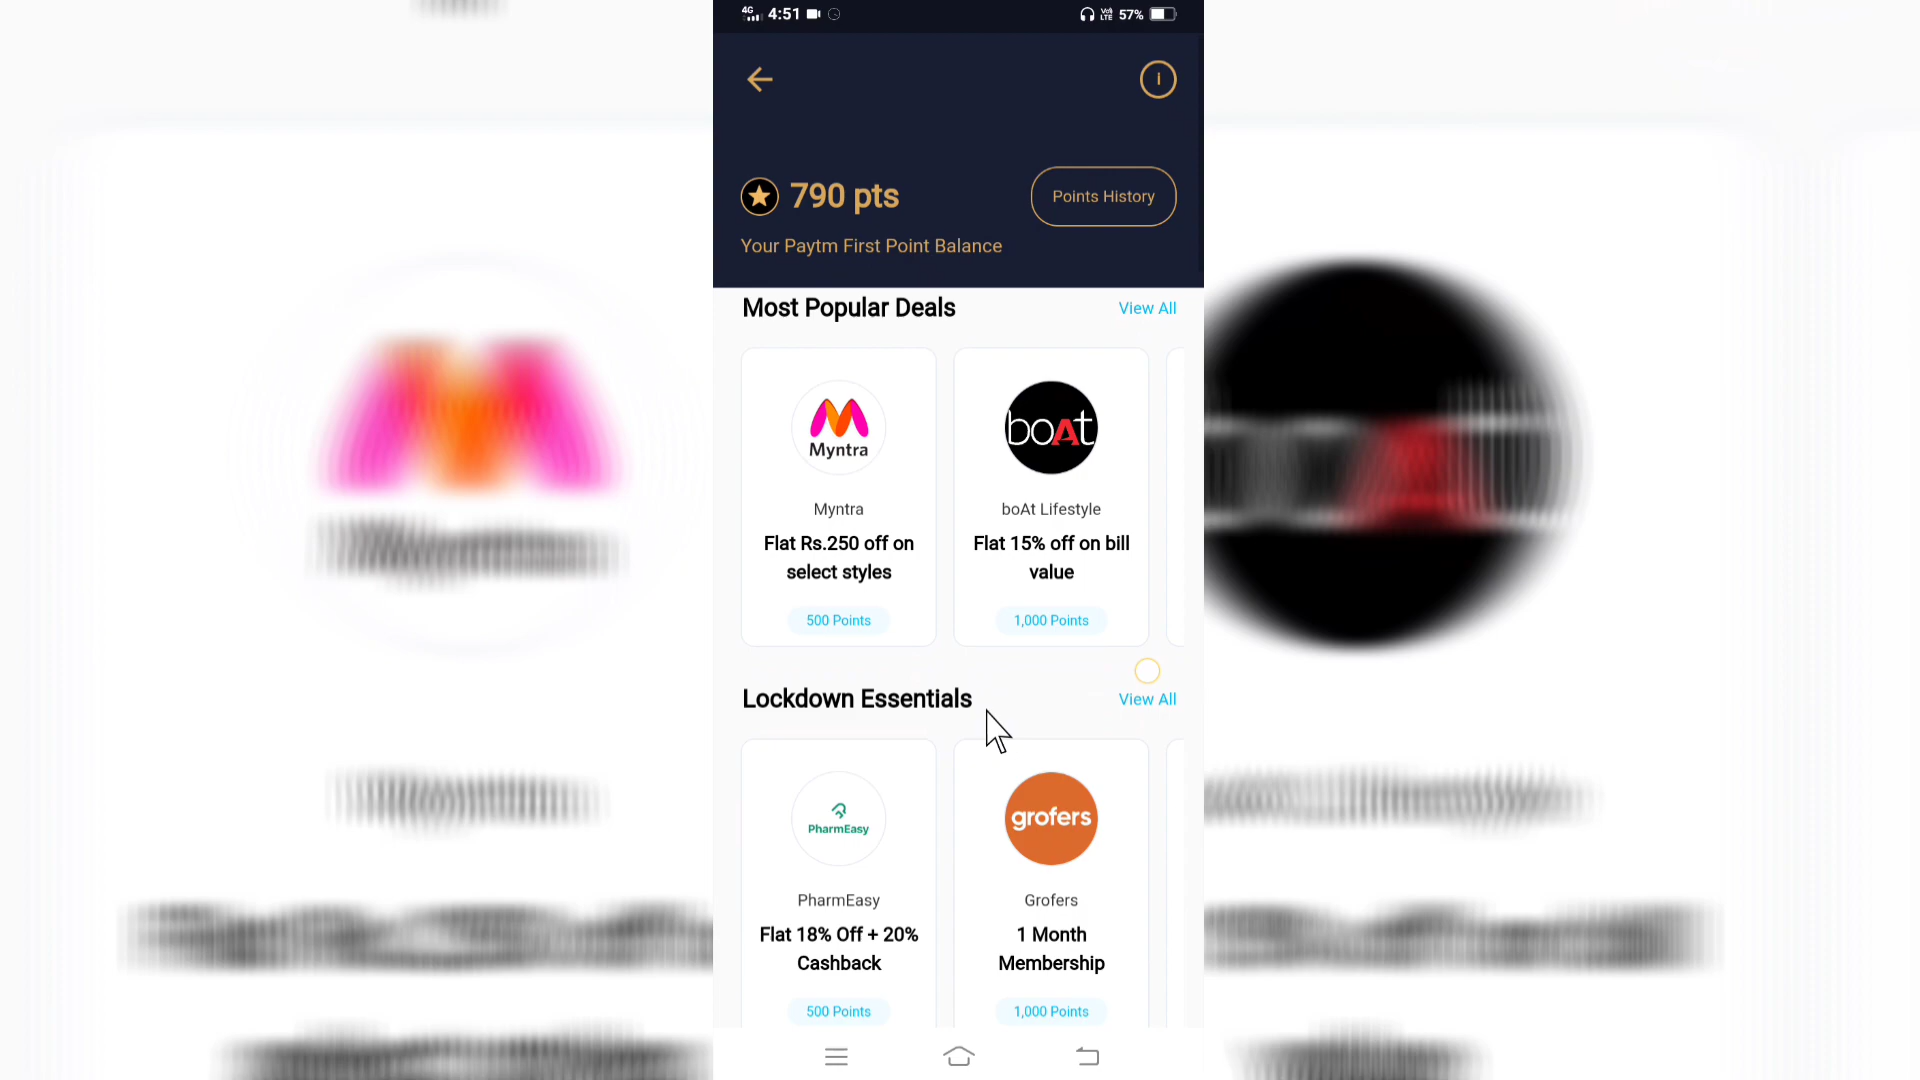 4G 4:51 Vo) LTE 57%
i
790 pts
Points History
Your Paytm First Point Balance
Most Popular Deals View All
Myntra boAt
Myntra boAt Lifestyle
Flat Rs.250 off on Flat 15% off on bill
select styles value
500 Points 1,000 Points
Lockdown Essentials View All
PharmEasy grofers
PharmEasy Grofers
Flat 18% Off + 20% 1 Month
Cashback Membership
500 Points 1,000 Points